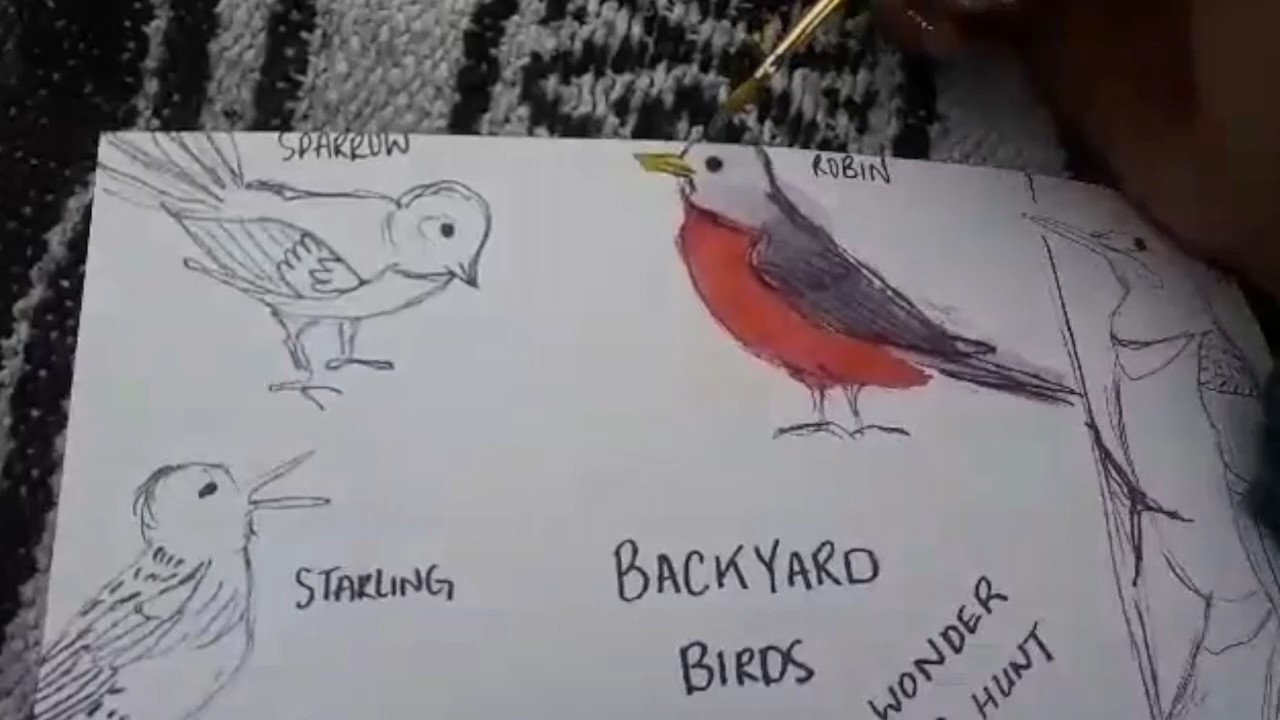 SPARROW
ROBIN
STARLING
BACKYARD
BIRDS
WONDER
HUNT